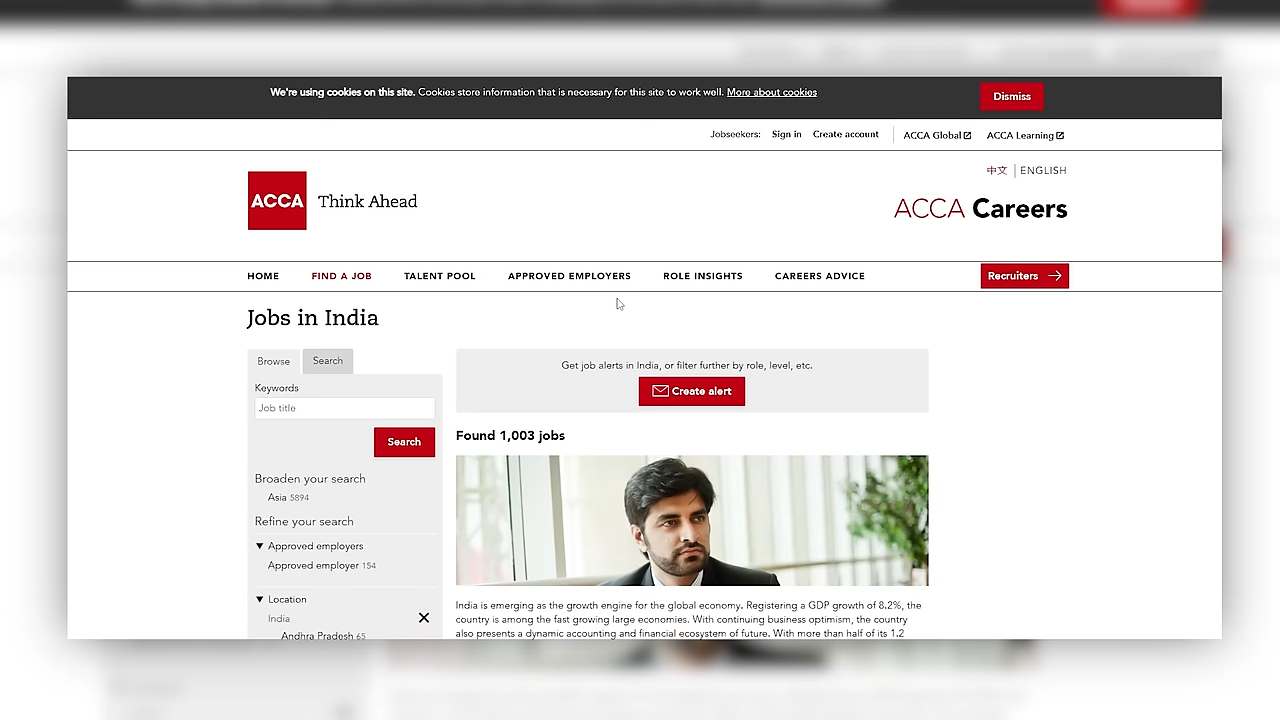 We're using cookies on this site. Cookies store information that is necessary for this site to work well. More about cookies
Dismiss
Jobseekers: Sign in Create account ACCA Global ACCA Learning
中文 ENGLISH
ACCA Think Ahead
ACCA Careers
HOME FIND A JOB TALENT POOL APPROVED EMPLOYERS ROLE INSIGHTS CAREERS ADVICE
Recruiters
Jobs in India
Browse Search
Keywords
Job title
Search
Broaden your search
Asia 5894
Refine your search
Approved employers
Approved employer 154
Location
India
Andhra Pradesh 65
Get job alerts in India, or filter further by role, level, etc.
Create alert
Found 1,003 jobs
India is emerging as the growth engine for the global economy. Registering a GDP growth of 8.2%, the
country is among the fast growing large economies. With continuing business optimism, the country
also presents a dynamic accounting and financial ecosystem of future. With more than half of its 1.2